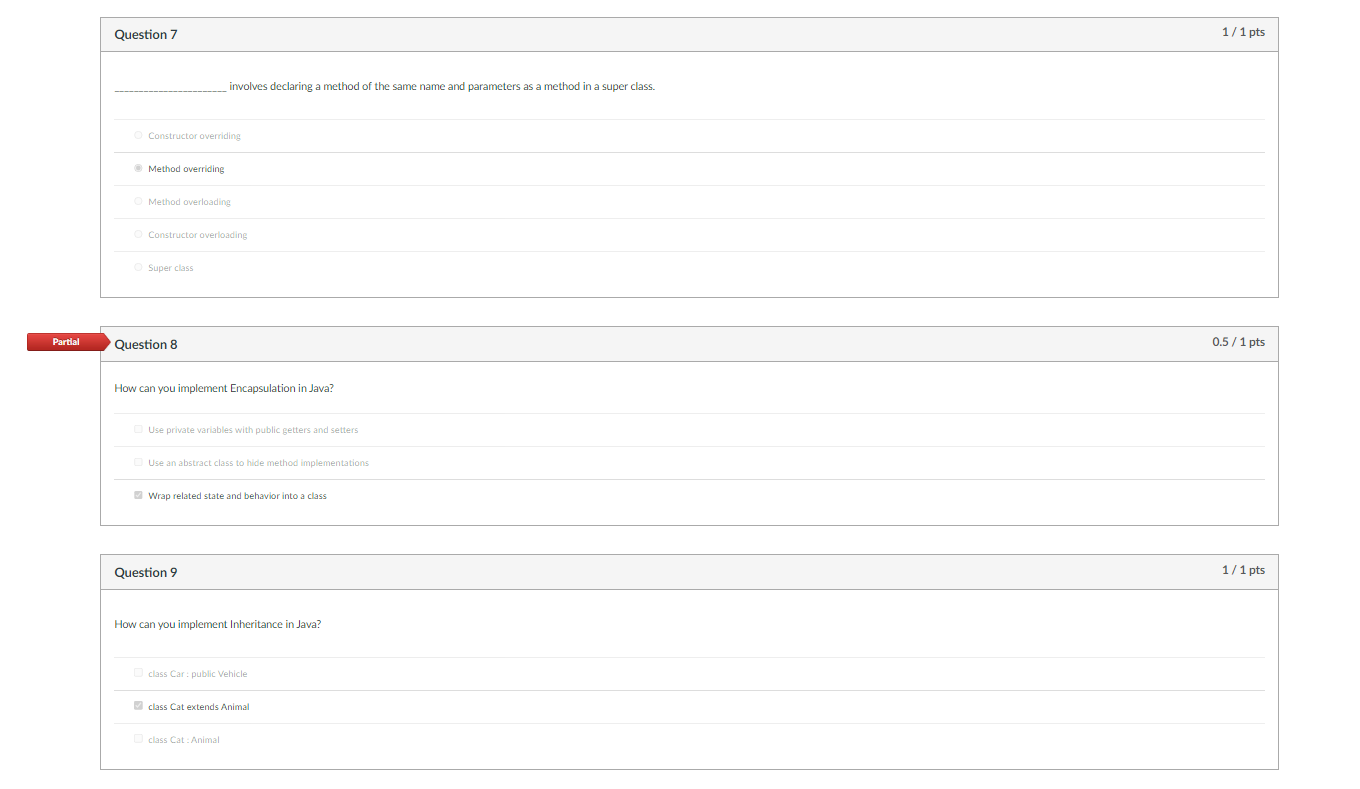 Question 7
1 / 1 pts
______________________ involves declaring a method of the same name and parameters as a method in a super class.
Constructor overriding
Method overriding
Method overloading
Constructor overloading
Super class
Partial
Question 8
0.5 / 1 pts
How can you implement Encapsulation in Java?
Use private variables with public getters and setters
Use an abstract class to hide method implementations
Wrap related state and behavior into a class
Question 9
1 / 1 pts
How can you implement Inheritance in Java?
class Car : public Vehicle
class Cat extends Animal
class Cat : Animal